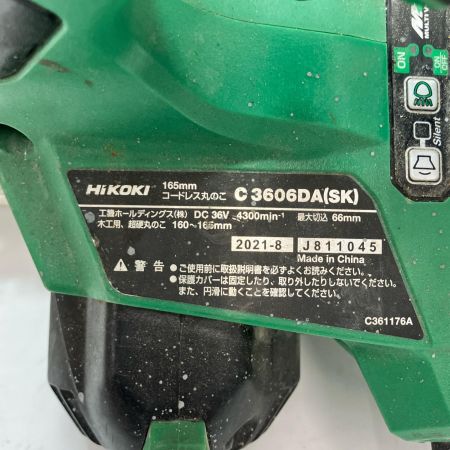 MULTI V
ON
ON
OFF
Silent
HiKOKI 165mm コードレス丸のこ C 3606DA(SK)
工機ホールディングス(株) DC 36V 4300min⁻¹ 最大切込 66mm
木工用、超硬丸のこ 160〜165mm
2021-8 J811045
Made in China
警告 ●ご使用前に取扱説明書を必ずよくお読みください。
●保護カバーは固定したり、取り外したりしないでください。
また、円滑に動くことを確認してください。
C361176A